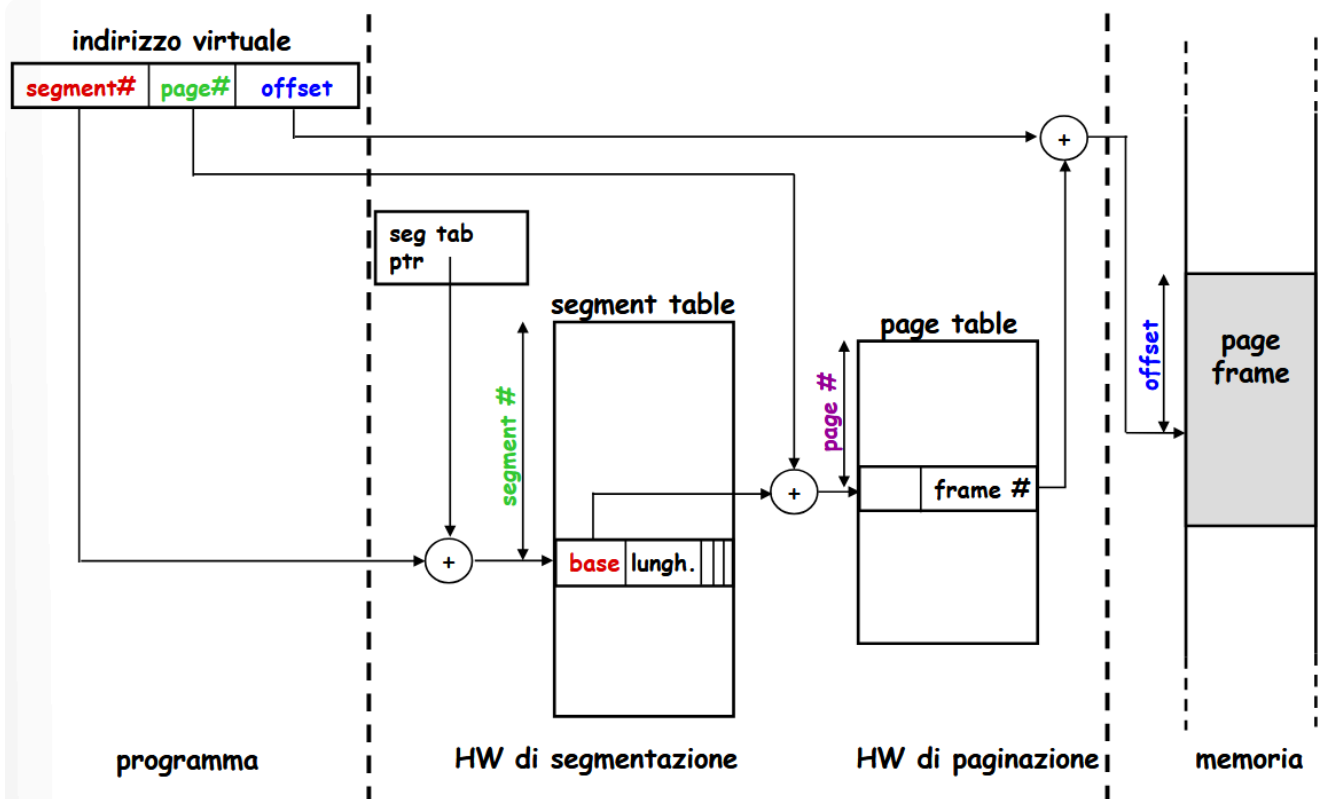 indirizzo virtuale
segment# page# offset
+
seg tab
ptr
segment table
page table
segment #
page #
offset
page
frame
+
frame #
+
base lungh.
programma
HW di segmentazione
HW di paginazione
memoria